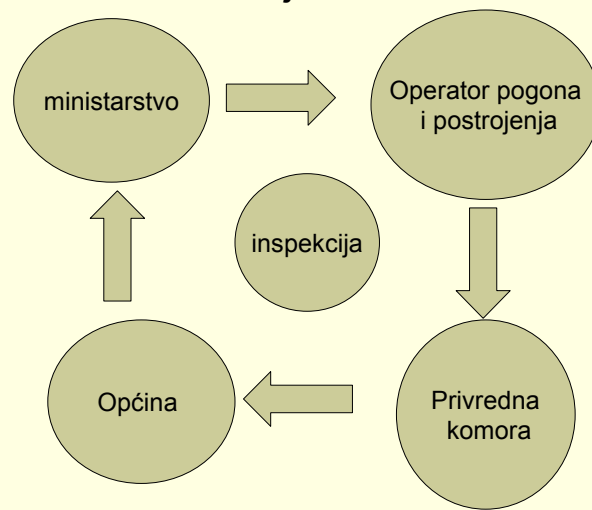 ministarstvo
Operator pogona
i postrojenja
inspekcija
Općina
Privredna
komora